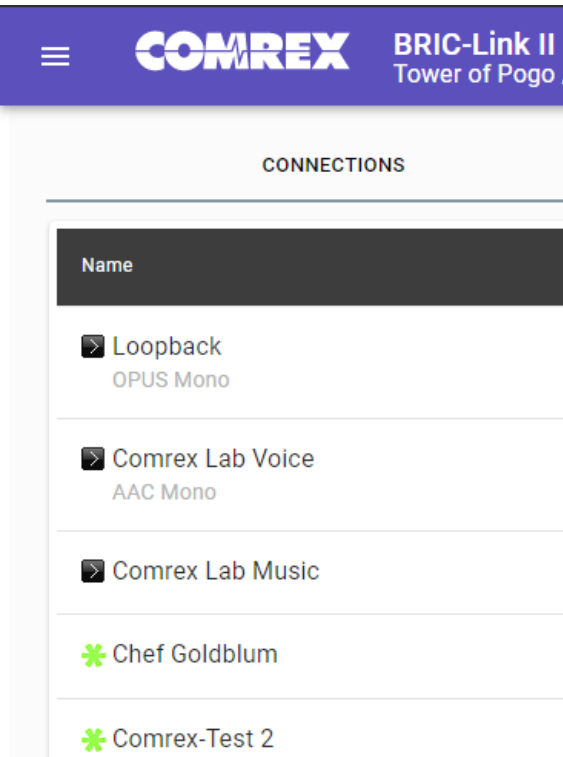 COMREX
BRIC-Link II
Tower of Pogo
CONNECTIONS
Name
Loopback
OPUS Mono
Comrex Lab Voice
AAC Mono
Comrex Lab Music
Chef Goldblum
Comrex-Test 2